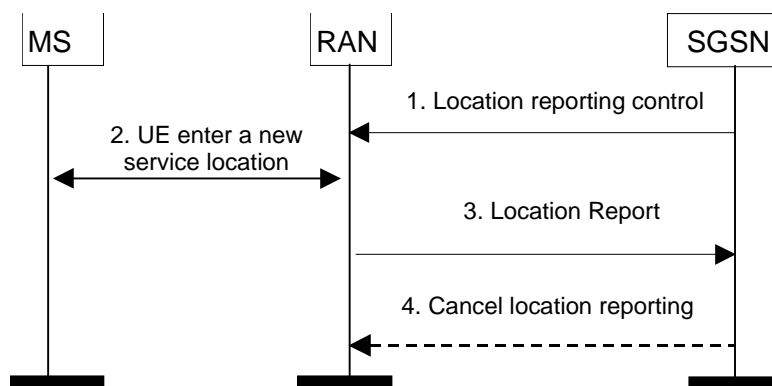 MS
RAN
SGSN
1. Location reporting control
2. UE enter a new
service location
3. Location Report
4. Cancel location reporting